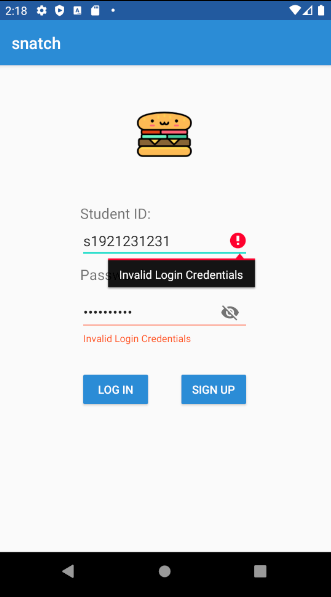 2:18
snatch
Student ID:
s1921231231
Pass
Invalid Login Credentials
••••••••••
Invalid Login Credentials
LOG IN
SIGN UP